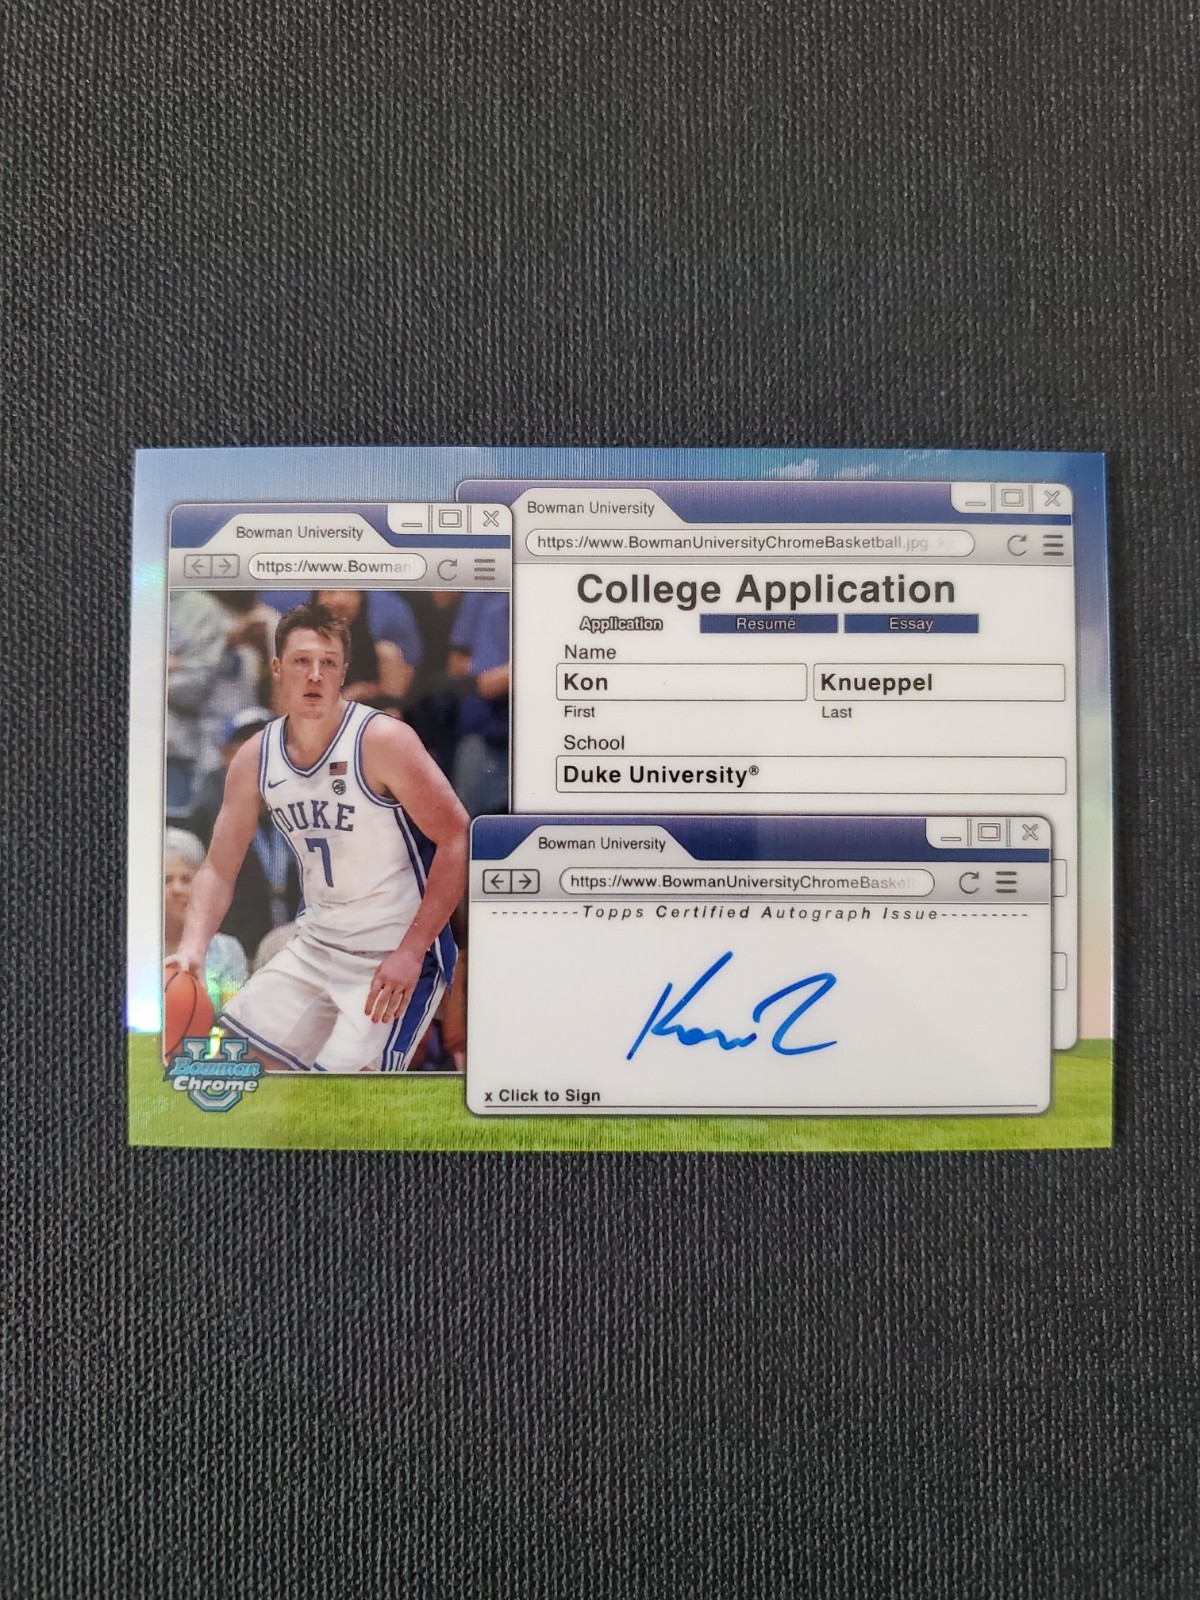 Bowman University
https://www.BowmanUniversityChromeBasketball.jpg
College Application
Application Resumé Essay
Name
Kon Knueppel
First Last
School
Duke University®
Bowman University
https://www.Bowman
DUKE
7
U
Bowman
Chrome
Bowman University
https://www.BowmanUniversityChromeBasket
---------Topps Certified Autograph Issue---------
x Click to Sign